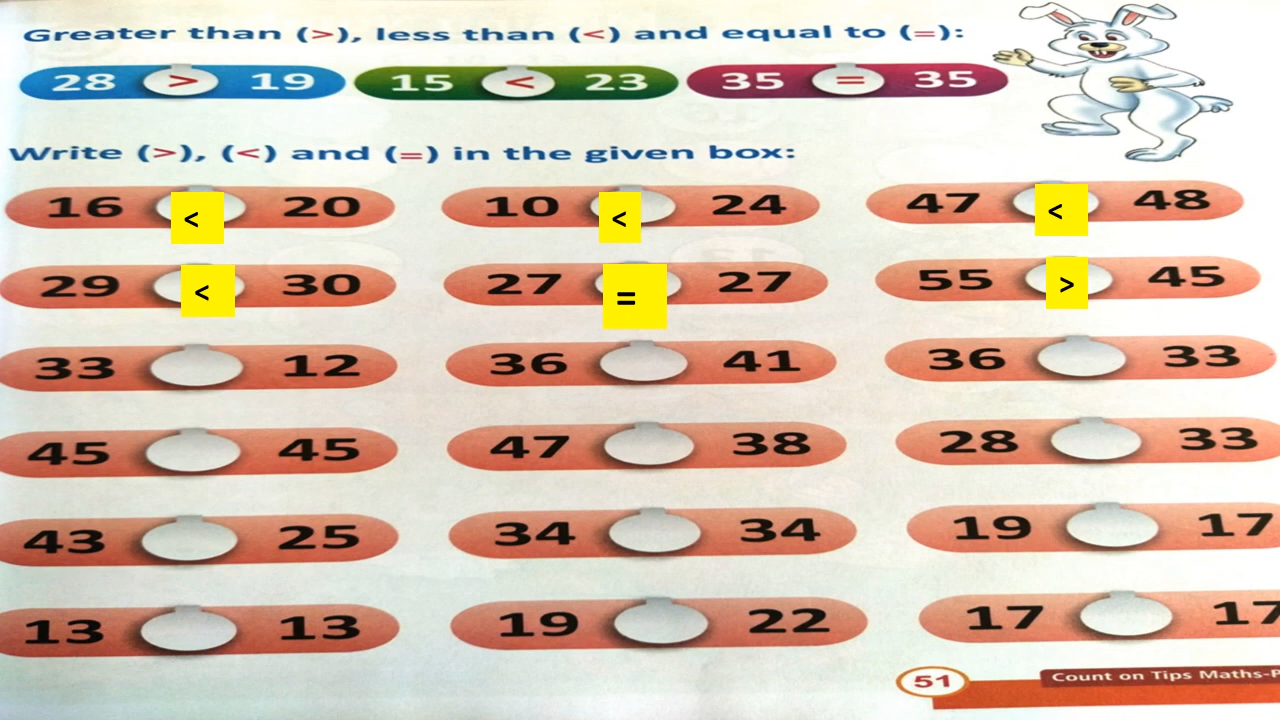 Greater than (>), less than (<) and equal to (=):
28 > 19 15 < 23 35 = 35
Write (>), (<) and (=) in the given box:
16 < 20 10 < 24 47 < 48
29 < 30 27 = 27 55 > 45
33 12 36 41 36 33
45 45 47 38 28 33
43 25 34 34 19 17
13 13 19 22 17 17
51 Count on Tips Maths-P